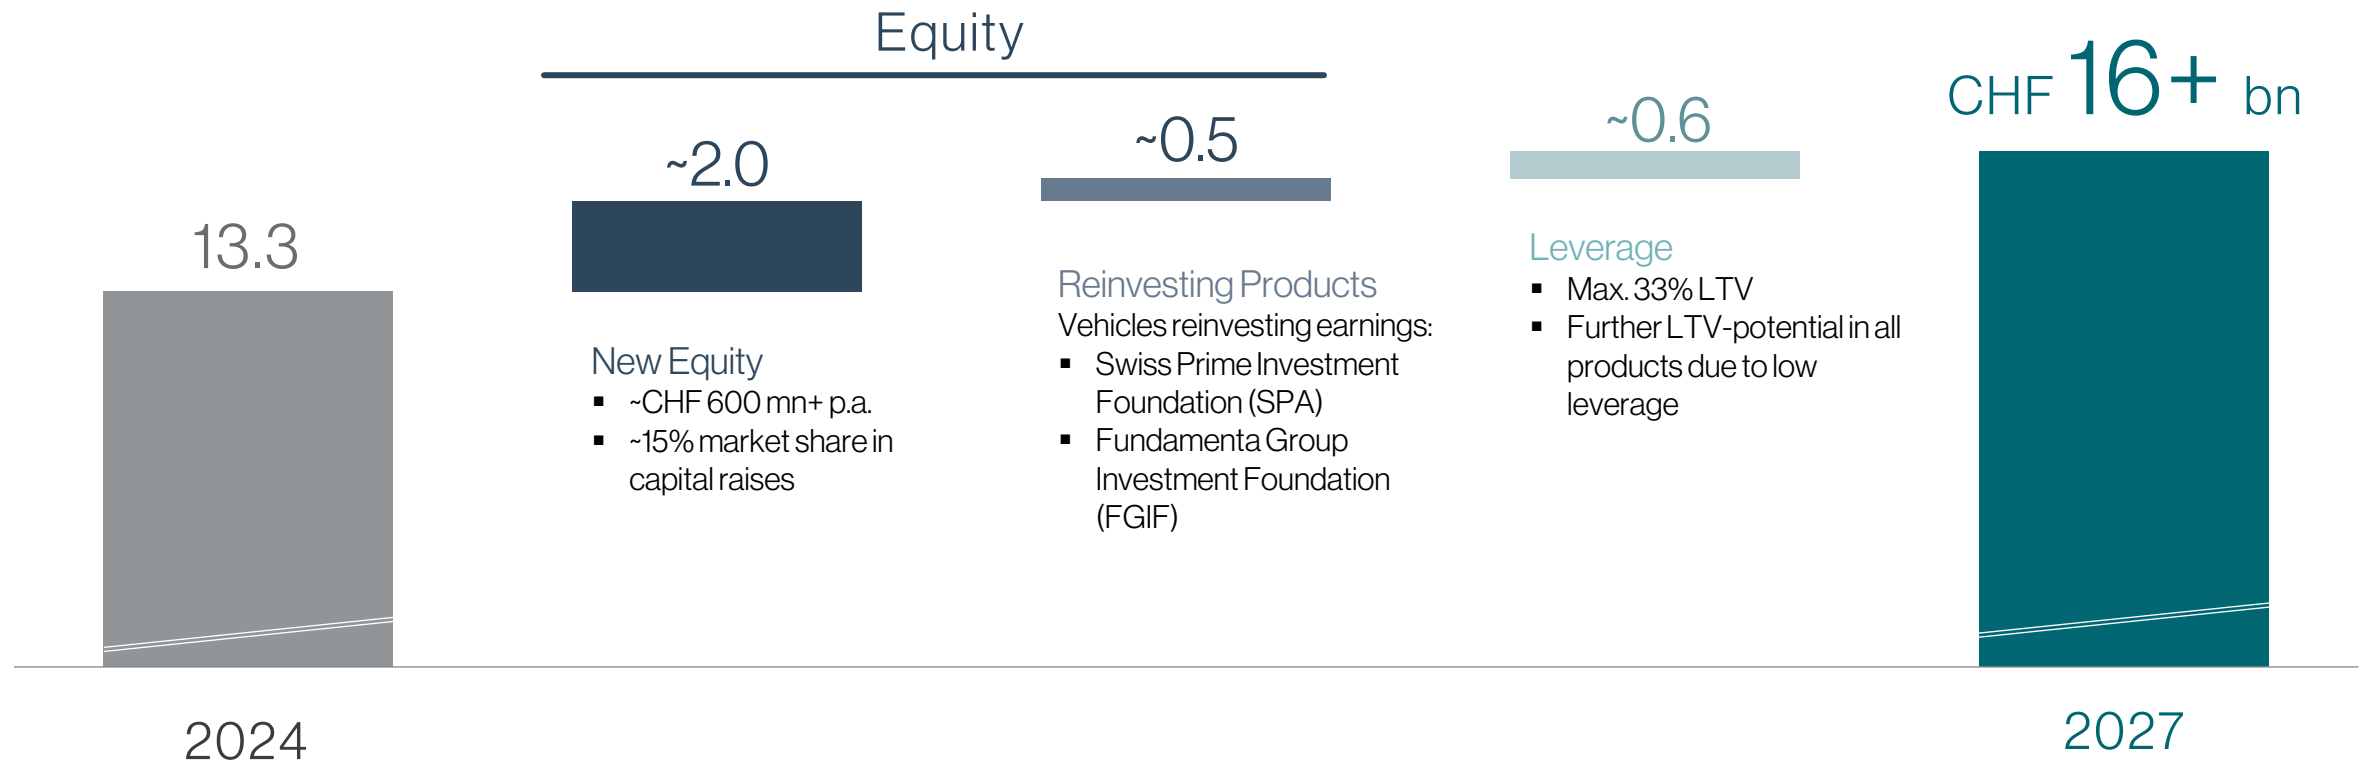 Equity
CHF 16+ bn
~0.6
~0.5
~2.0
13.3
New Equity
▪ ~CHF 600 mn+ p.a.
▪ ~15% market share in
capital raises
Reinvesting Products
Vehicles reinvesting earnings:
▪ Swiss Prime Investment
Foundation (SPA)
▪ Fundamenta Group
Investment Foundation
(FGIF)
Leverage
▪ Max. 33% LTV
▪ Further LTV-potential in all
products due to low
leverage
2024
2027